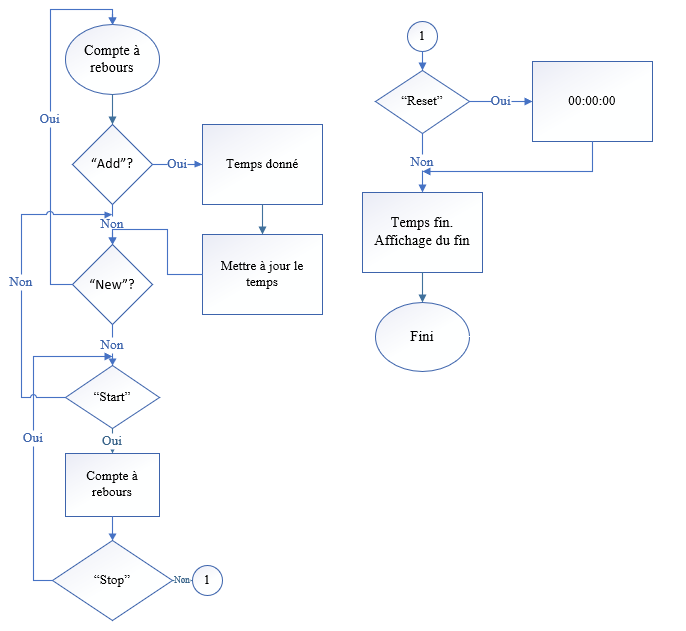 Compte à
rebours
Oui
“Add”?
Oui
Temps donné
Non
Mettre à jour le
temps
“New”?
Non
Non
“Start”
Oui
Oui
Compte à
rebours
“Stop”
Non
1
1
“Reset”
Oui
00:00:00
Non
Temps fin.
Affichage du fin
Fini